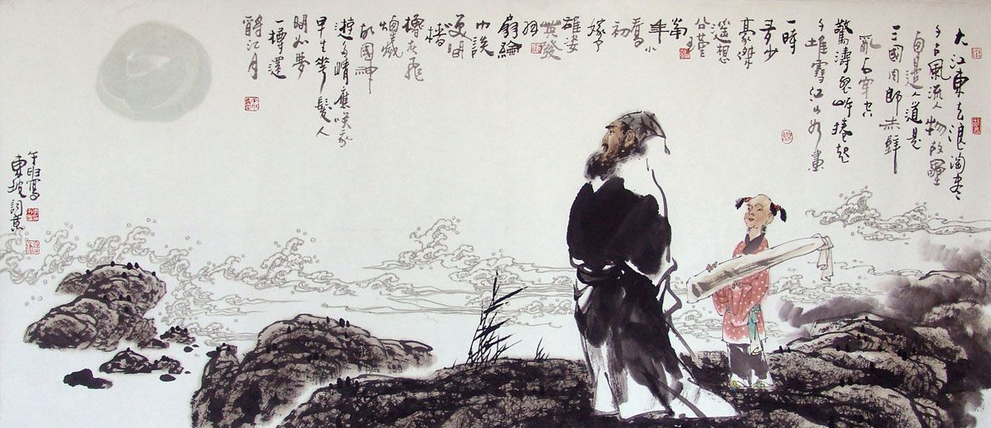 大江東去浪淘盡
千古風流人物故壘
西邊人道是
三國周郎赤壁
亂石穿空
驚濤裂岸捲起
千堆雪江山如畫
一時
多少
豪傑
遙想
公瑾
當
年小
喬
初
嫁了
雄姿
英發
羽
扇綸
巾談
笑間
檣
櫓灰飛
煙滅
故國神
遊多情應笑我
早生華髮人
間如夢
一樽還
酹江月
東坡詞意